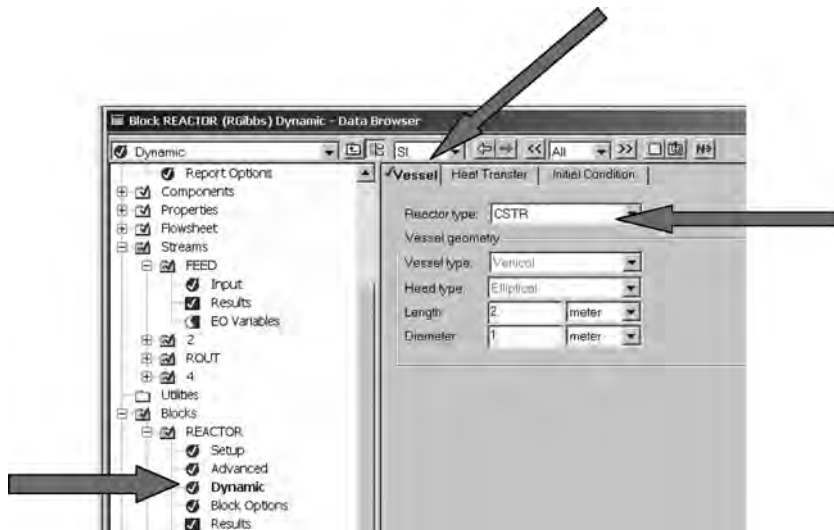 Block REACTOR (RGibbs) Dynamic - Data Browser
Dynamic SI All >> N>
Report Options
Components
Properties
Flowsheet
Streams
FEED
Input
Results
EO Variables
2
ROUT
4
Utilities
Blocks
REACTOR
Setup
Advanced
Dynamic
Block Options
Results
Vessel Heat Transfer Initial Condition
Reactor type: CSTR
Vessel geometry
Vessel type: Vertical
Head type: Elliptical
Length: 2 meter
Diameter: 1 meter